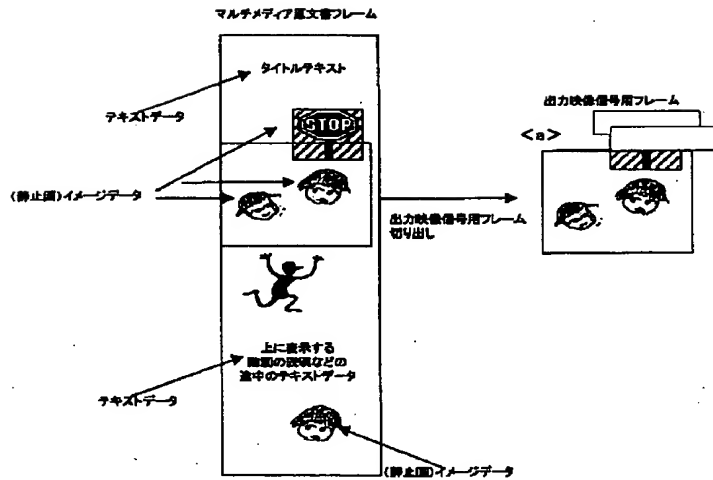 マルチメディア原文書フレーム
タイトルテキスト
テキストデータ
STOP
(静止画)イメージデータ
出力映像信号用フレーム
<a>
出力映像信号用フレーム
切り出し
上に表示する
動画の説明などの
途中のテキストデータ
テキストデータ
(静止画)イメージデータ